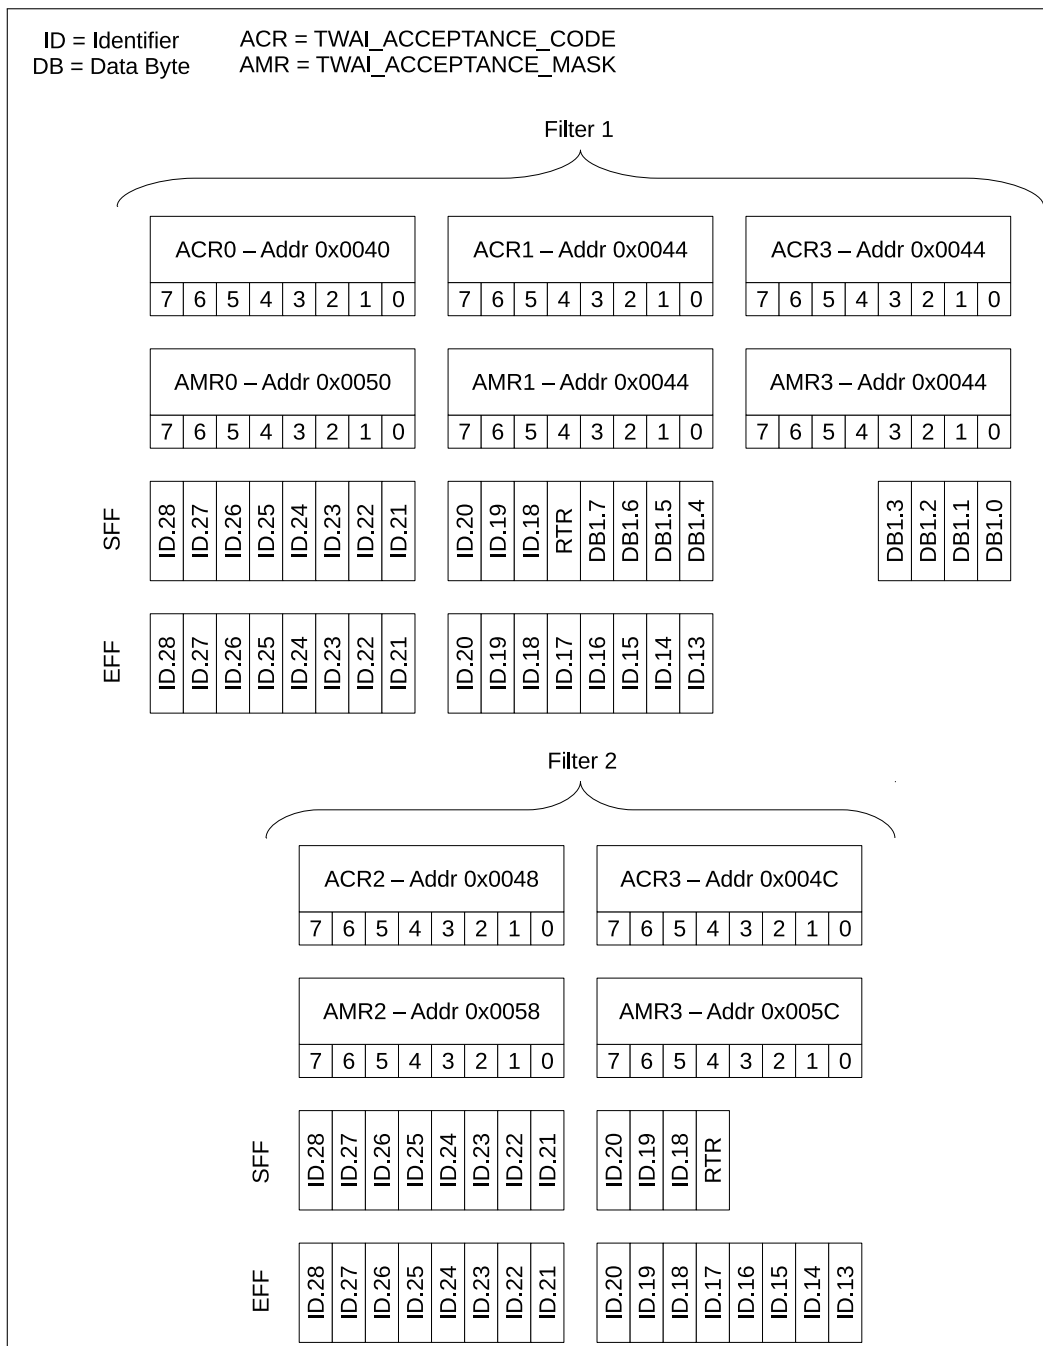 ID = Identifier ACR = TWAI_ACCEPTANCE_CODE
DB = Data Byte AMR = TWAI_ACCEPTANCE_MASK
Filter 1
ACR0 – Addr 0x0040 ACR1 – Addr 0x0044 ACR3 – Addr 0x0044
7 6 5 4 3 2 1 0 7 6 5 4 3 2 1 0 7 6 5 4 3 2 1 0
AMR0 – Addr 0x0050 AMR1 – Addr 0x0044 AMR3 – Addr 0x0044
7 6 5 4 3 2 1 0 7 6 5 4 3 2 1 0 7 6 5 4 3 2 1 0
SFF ID.28 ID.27 ID.26 ID.25 ID.24 ID.23 ID.22 ID.21 ID.20 ID.19 ID.18 RTR DB1.7 DB1.6 DB1.5 DB1.4 DB1.3 DB1.2 DB1.1 DB1.0
EFF ID.28 ID.27 ID.26 ID.25 ID.24 ID.23 ID.22 ID.21 ID.20 ID.19 ID.18 ID.17 ID.16 ID.15 ID.14 ID.13
Filter 2
ACR2 – Addr 0x0048 ACR3 – Addr 0x004C
7 6 5 4 3 2 1 0 7 6 5 4 3 2 1 0
AMR2 – Addr 0x0058 AMR3 – Addr 0x005C
7 6 5 4 3 2 1 0 7 6 5 4 3 2 1 0
SFF ID.28 ID.27 ID.26 ID.25 ID.24 ID.23 ID.22 ID.21 ID.20 ID.19 ID.18 RTR
EFF ID.28 ID.27 ID.26 ID.25 ID.24 ID.23 ID.22 ID.21 ID.20 ID.19 ID.18 ID.17 ID.16 ID.15 ID.14 ID.13